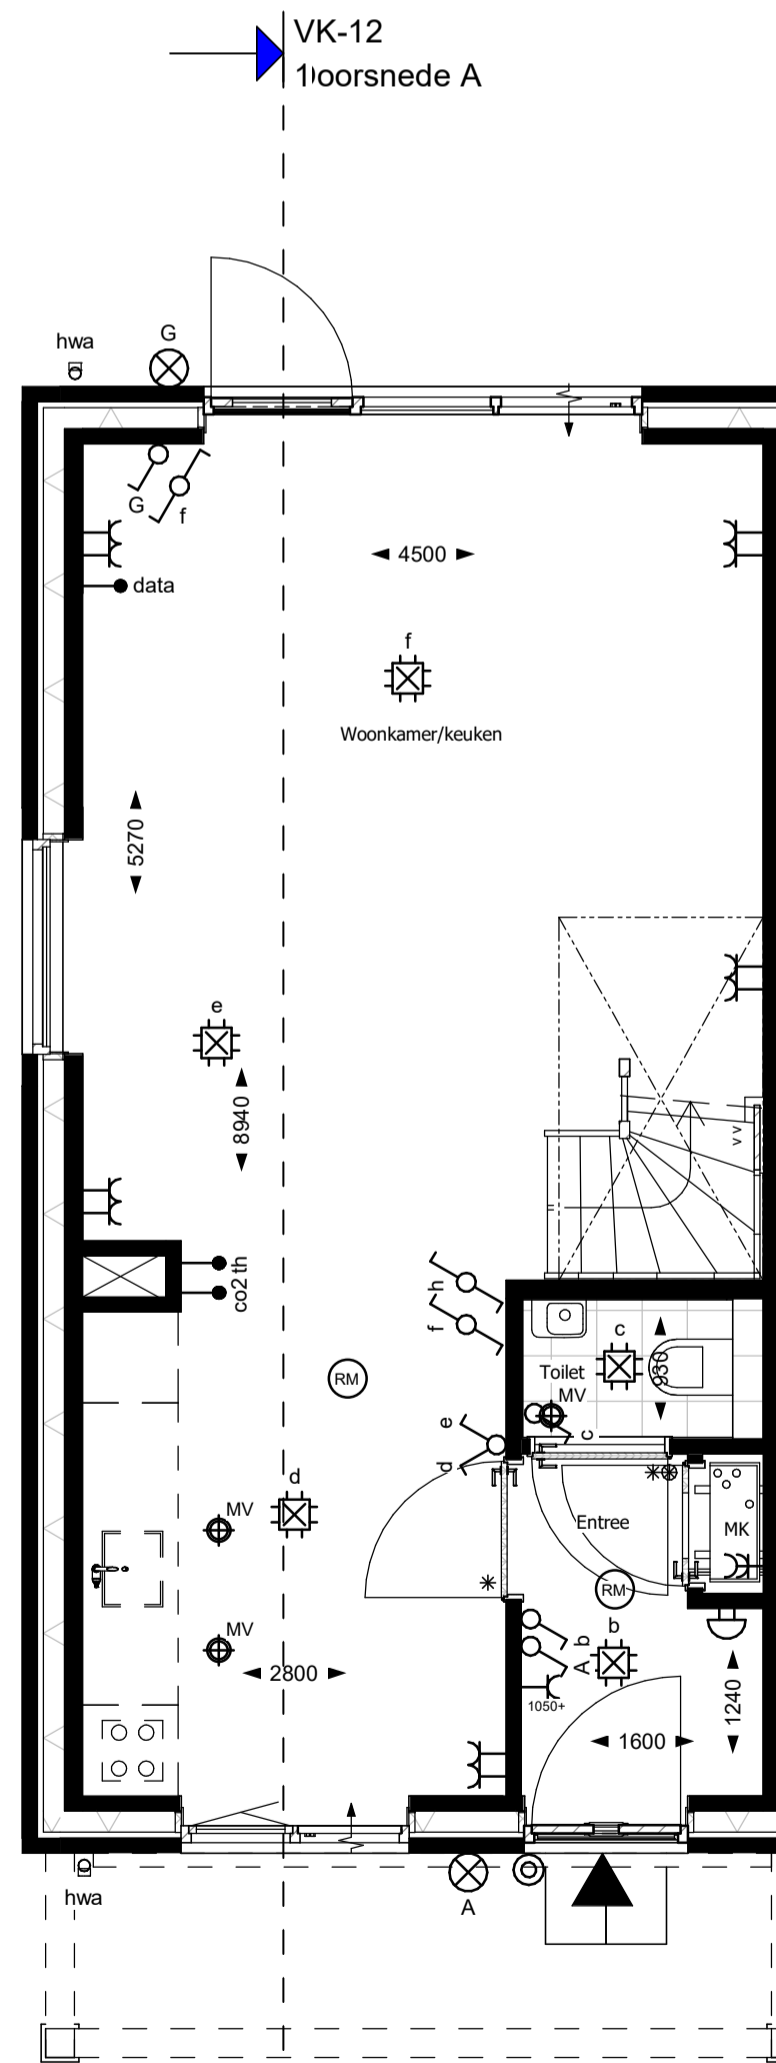 VK-12
Doorsnede A
G
hwa
G
f
4500
data
f
Woonkamer/keuken
5270
e
8940
v v
th
co2
h
f
c
Toilet
930
MV
c
RM
e
d
d
MV
Entree
MK
RM
MV
b
b
A
1050+
2800
1600
1240
hwa
A